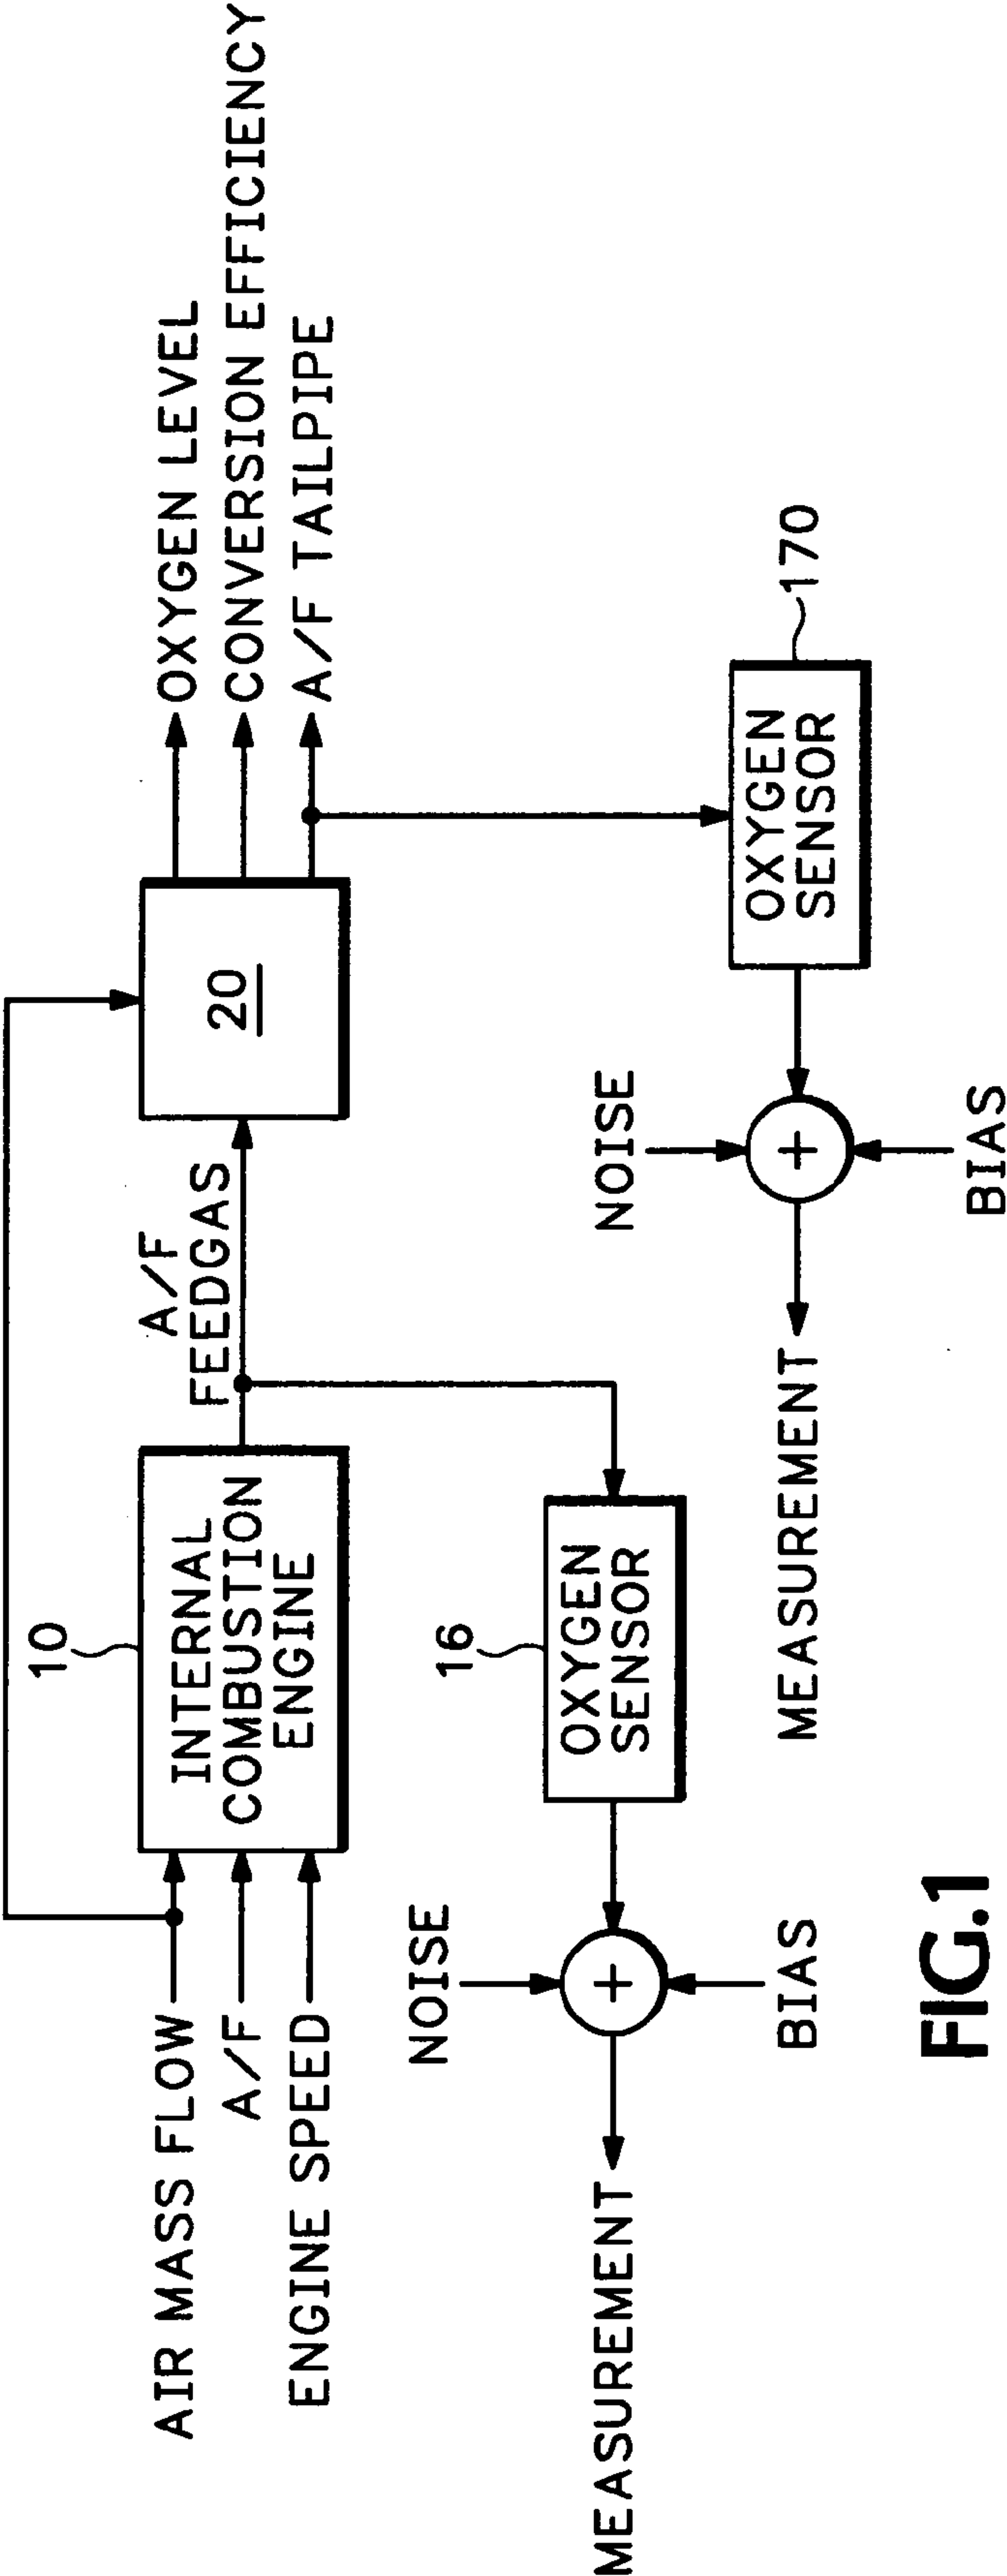 AIR MASS FLOW
A/F
ENGINE SPEED
10
INTERNAL
COMBUSTION
ENGINE
A/F
FEEDGAS
20
OXYGEN LEVEL
CONVERSION EFFICIENCY
A/F TAILPIPE
MEASUREMENT
NOISE
+
BIAS
16
OXYGEN
SENSOR
MEASUREMENT
NOISE
+
BIAS
OXYGEN
SENSOR
170
FIG.1